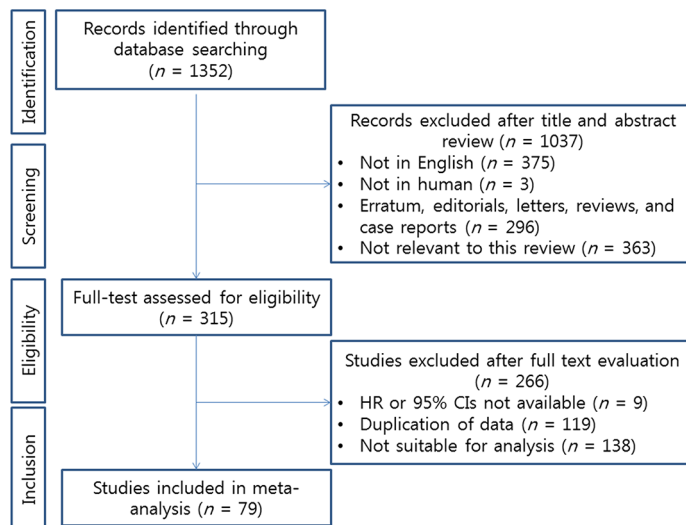 Identification
Records identified through
database searching
(n = 1352)
Screening
Records excluded after title and abstract
review (n = 1037)
• Not in English (n = 375)
• Not in human (n = 3)
• Erratum, editorials, letters, reviews, and
case reports (n = 296)
• Not relevant to this review (n = 363)
Eligibility
Full-test assessed for eligibility
(n = 315)
Studies excluded after full text evaluation
(n = 266)
• HR or 95% CIs not available (n = 9)
• Duplication of data (n = 119)
• Not suitable for analysis (n = 138)
Inclusion
Studies included in meta-
analysis (n = 79)